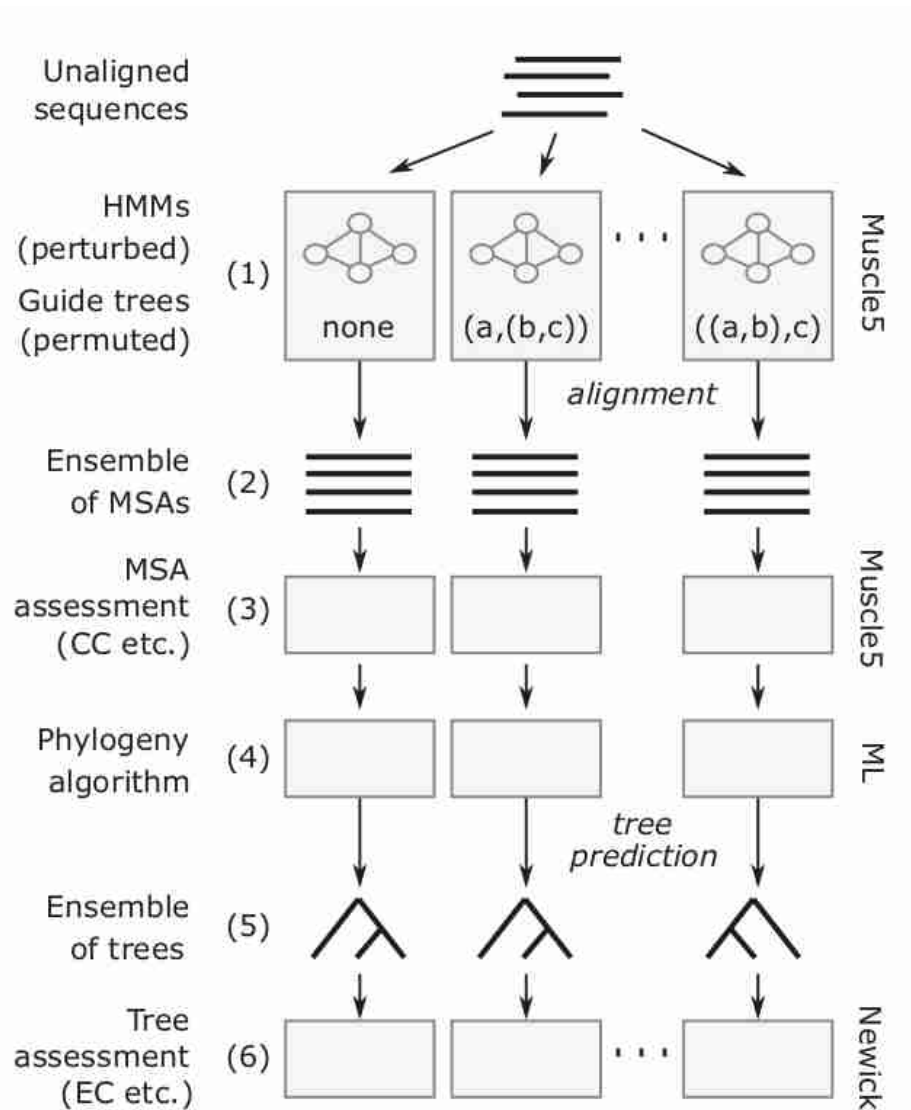 Unaligned
sequences
HMMs
(perturbed)
Guide trees
(permuted)
(1)
none
(a,(b,c))
. . .
((a,b),c)
Muscle5
alignment
Ensemble
of MSAs
(2)
MSA
assessment
(CC etc.)
(3)
Muscle5
Phylogeny
algorithm
(4)
ML
tree
prediction
Ensemble
of trees
(5)
Tree
assessment
(EC etc.)
(6)
. . .
Newick